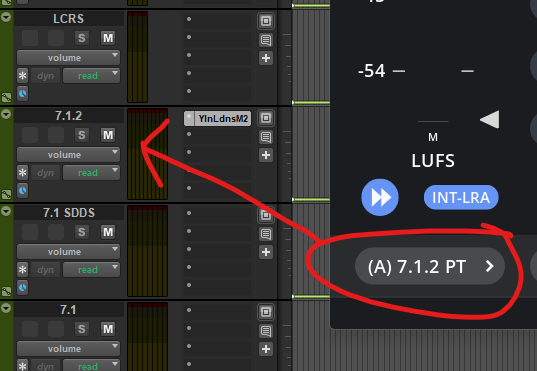 LCRS
S M
volume
dyn read
7.1.2
YlnLdnsM2
S M
volume
dyn read
7.1 SDDS
S M
volume
dyn read
7.1
S M
volume
dyn read
-54
M
LUFS
INT-LRA
(A) 7.1.2 PT